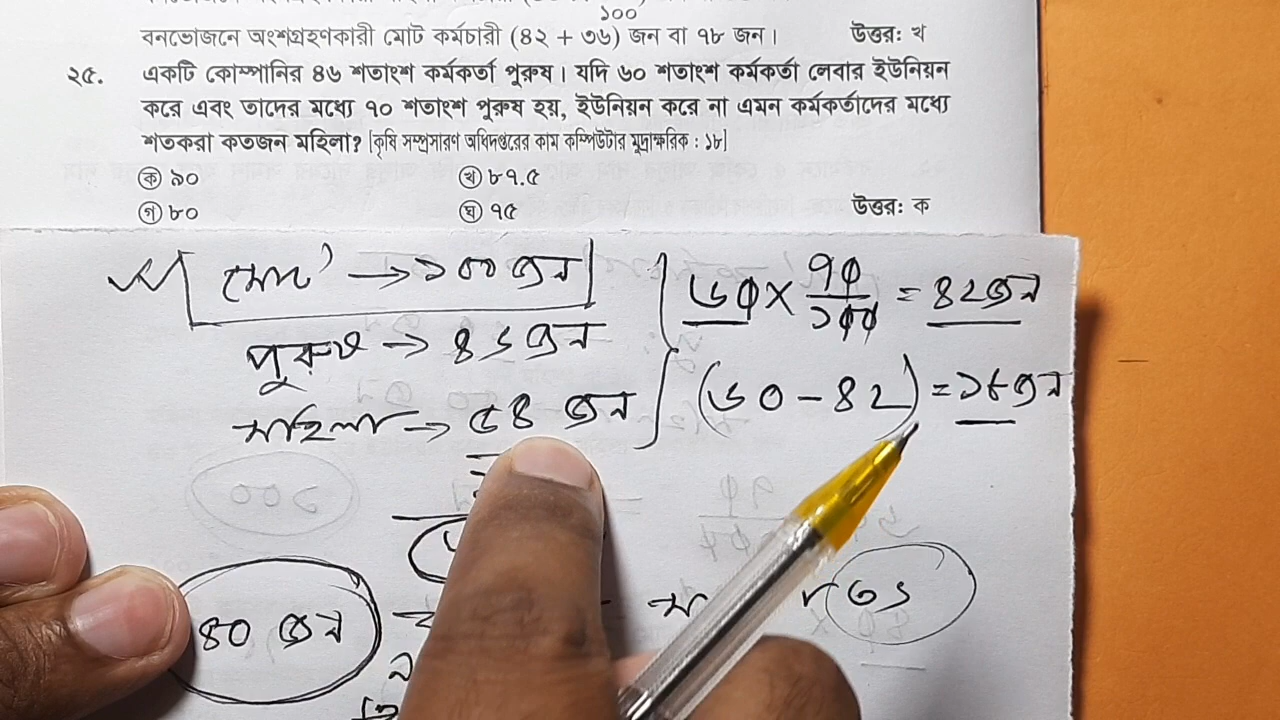 ১০০
বনভোজনে অংশগ্রহণকারী মোট কর্মচারী (৪২ + ৩৬) জন বা ৭৮ জন। উত্তর: খ
২৫. একটি কোম্পানির ৪৬ শতাংশ কর্মকর্তা পুরুষ। যদি ৬০ শতাংশ কর্মকর্তা লেবার ইউনিয়ন
করে এবং তাদের মধ্যে ৭০ শতাংশ পুরুষ হয়, ইউনিয়ন করে না এমন কর্মকর্তাদের মধ্যে
শতকরা কতজন মহিলা? [কৃষি সম্প্রসারণ অধিদপ্তরের কাম কম্পিউটার মুদ্রাক্ষরিক : ১৮]
ক ৯০ খ ৮৭.৫
গ ৮০ ঘ ৭৫ উত্তর: ক
মোট → ১০০ জন
পুরুষ → ৪৬ জন
মহিলা → ৫৪ জন
৬০ × ৭০/১০০ = ৪২ জন
(৬০ - ৪২) = ১৮ জন
৪০ জন
৩৬